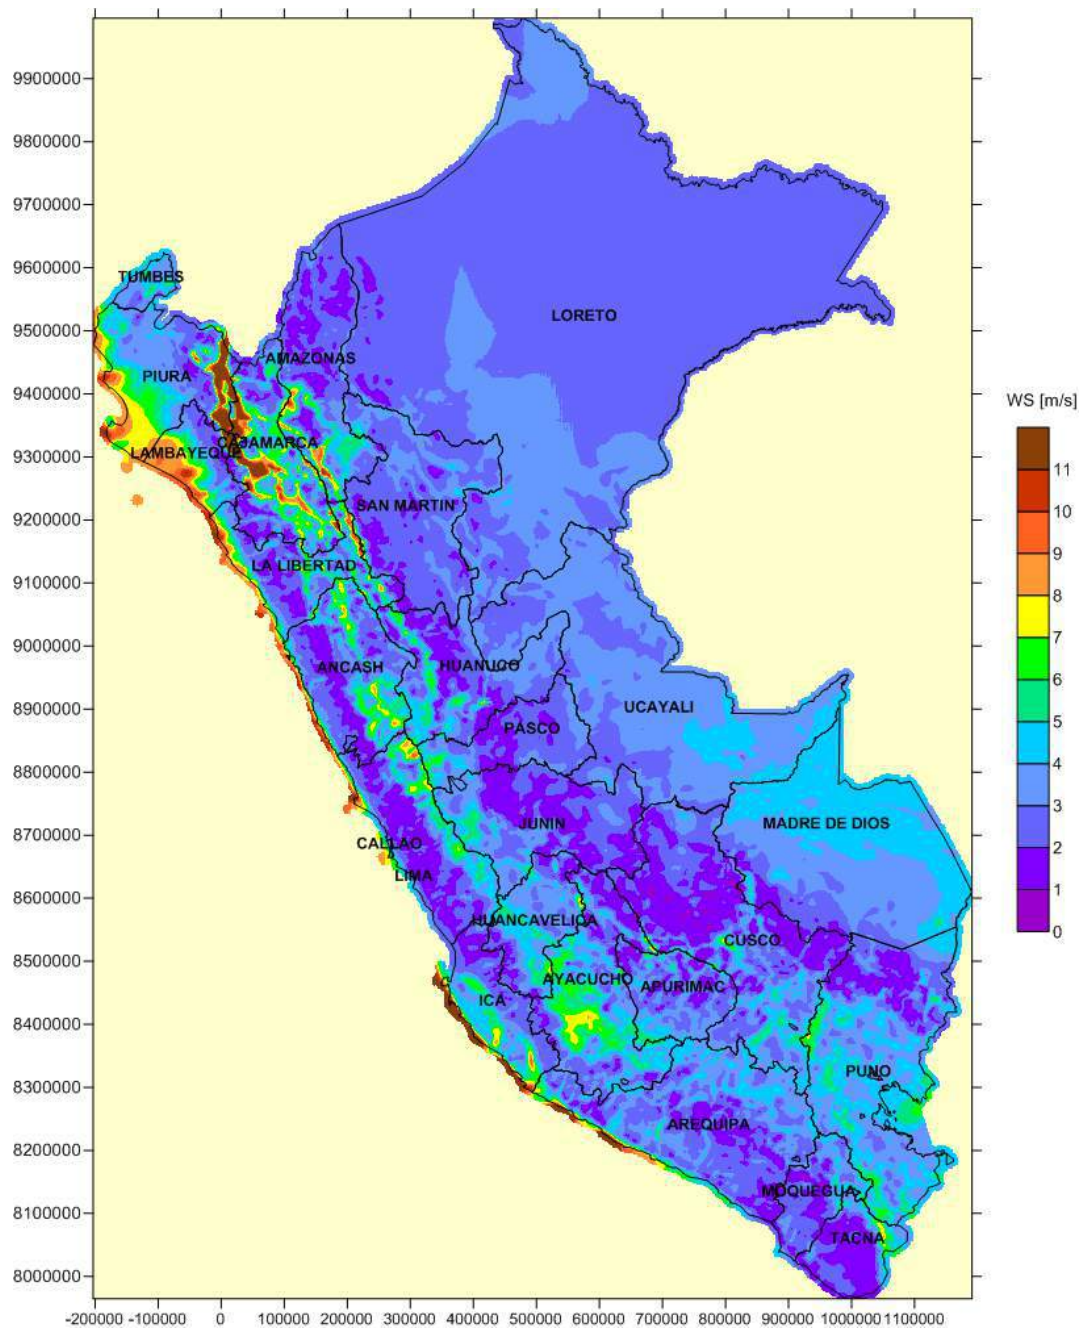 9900000
9800000
9700000
9600000
9500000
9400000
9300000
9200000
9100000
9000000
8900000
8800000
8700000
8600000
8500000
8400000
8300000
8200000
8100000
8000000
TUMBES
LORETO
AMAZONAS
PIURA
CAJAMARCA
LAMBAYEQUE
SAN MARTIN
LA LIBERTAD
ANCASH
HUANUCO
UCAYALI
PASCO
JUNIN
MADRE DE DIOS
CALLAO
LIMA
HUANCAVELICA
CUSCO
AYACUCHO
APURIMAC
ICA
PUNO
AREQUIPA
MOQUEGUA
TACNA
WS [m/s]
11
10
9
8
7
6
5
4
3
2
1
0
-200000 -100000 0 100000 200000 300000 400000 500000 600000 700000 800000 900000 1000000 1100000